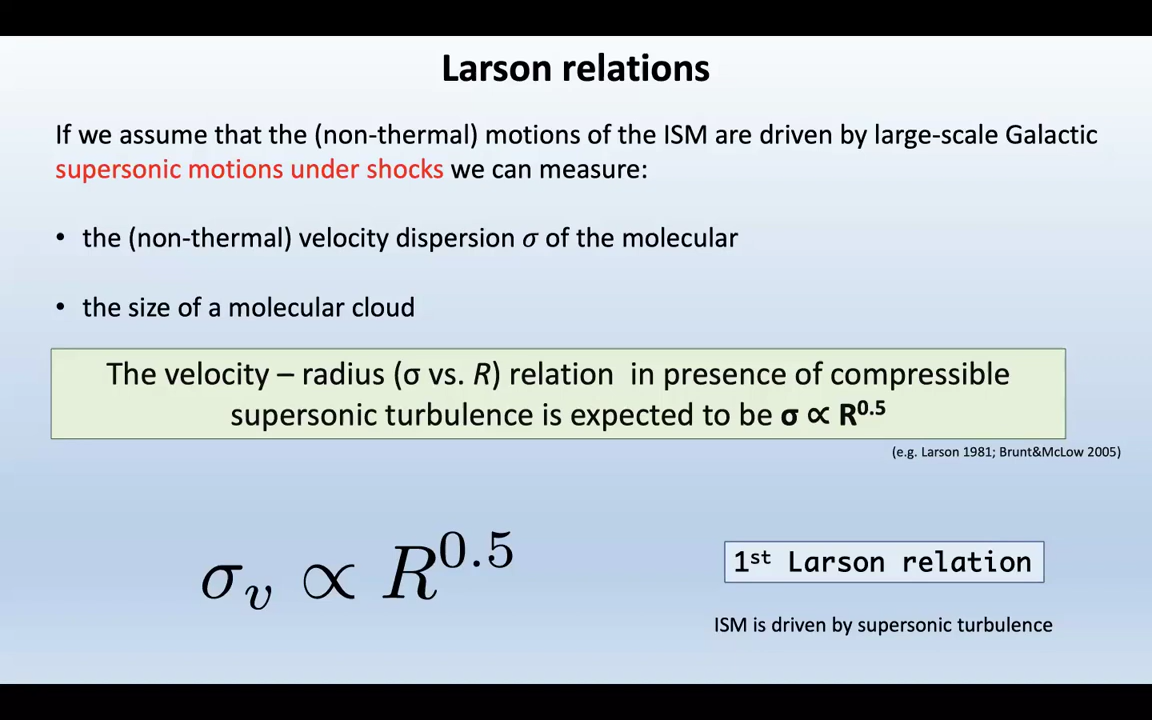 Larson relations
If we assume that the (non-thermal) motions of the ISM are driven by large-scale Galactic
supersonic motions under shocks we can measure:
• the (non-thermal) velocity dispersion σ of the molecular
• the size of a molecular cloud
The velocity – radius (σ vs. R) relation in presence of compressible
supersonic turbulence is expected to be σ ∝ R^0.5
(e.g. Larson 1981; Brunt&McLow 2005)
σ_v ∝ R^0.5
1st Larson relation
ISM is driven by supersonic turbulence